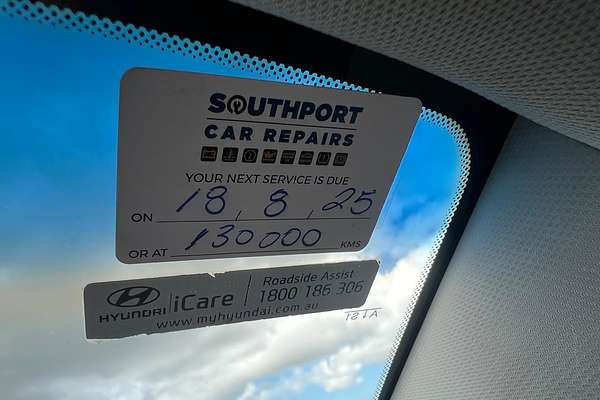 SOUTHPORT
CAR REPAIRS
YOUR NEXT SERVICE IS DUE
ON 18, 8, 25
OR AT 130000 KMS
HYUNDAI iCare Roadside Assist
1800 186 306
www.myhyundai.com.au